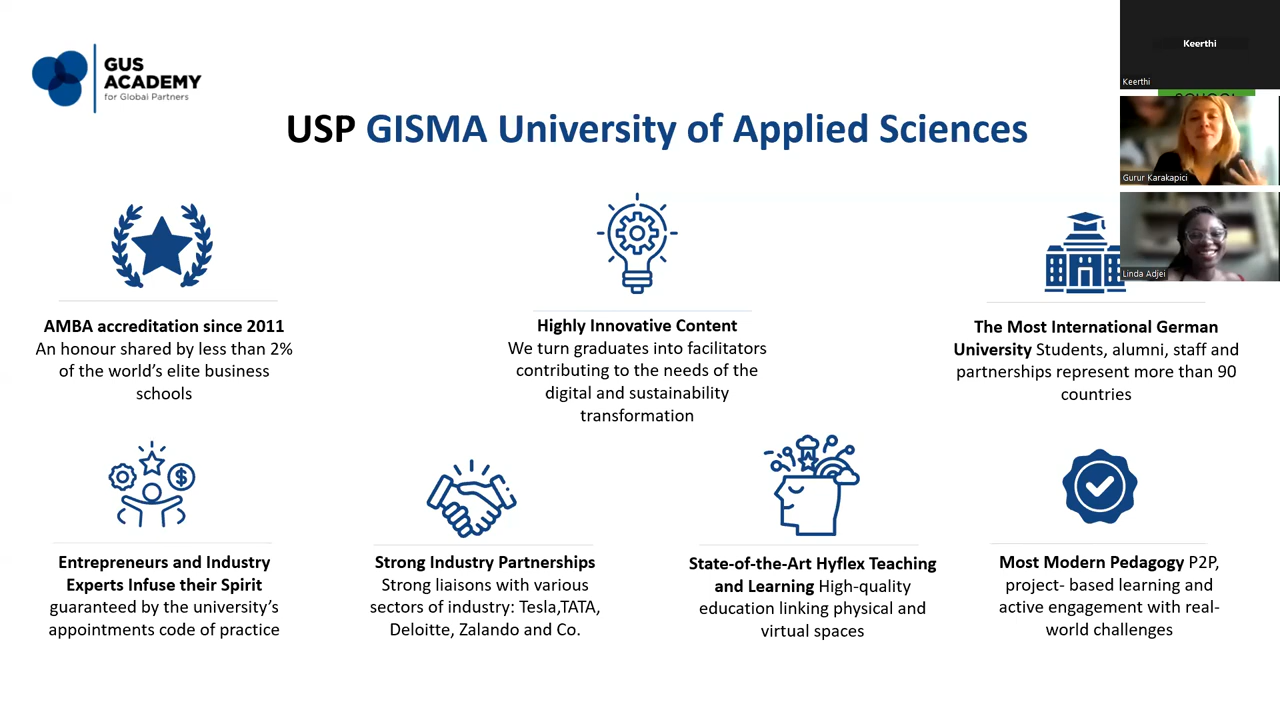 GUS
ACADEMY
for Global Partners
USP GISMA University of Applied Sciences
Keerthi
Keerthi
SCHOOL
Gurur Karakapici
Linda Adjei
AMBA accreditation since 2011
An honour shared by less than 2%
of the world's elite business
schools
Highly Innovative Content
We turn graduates into facilitators
contributing to the needs of the
digital and sustainability
transformation
The Most International German
University Students, alumni, staff and
partnerships represent more than 90
countries
Entrepreneurs and Industry
Experts Infuse their Spirit
guaranteed by the university's
appointments code of practice
Strong Industry Partnerships
Strong liaisons with various
sectors of industry: Tesla,TATA,
Deloitte, Zalando and Co.
State-of-the-Art Hyflex Teaching
and Learning High-quality
education linking physical and
virtual spaces
Most Modern Pedagogy P2P,
project- based learning and
active engagement with real-
world challenges